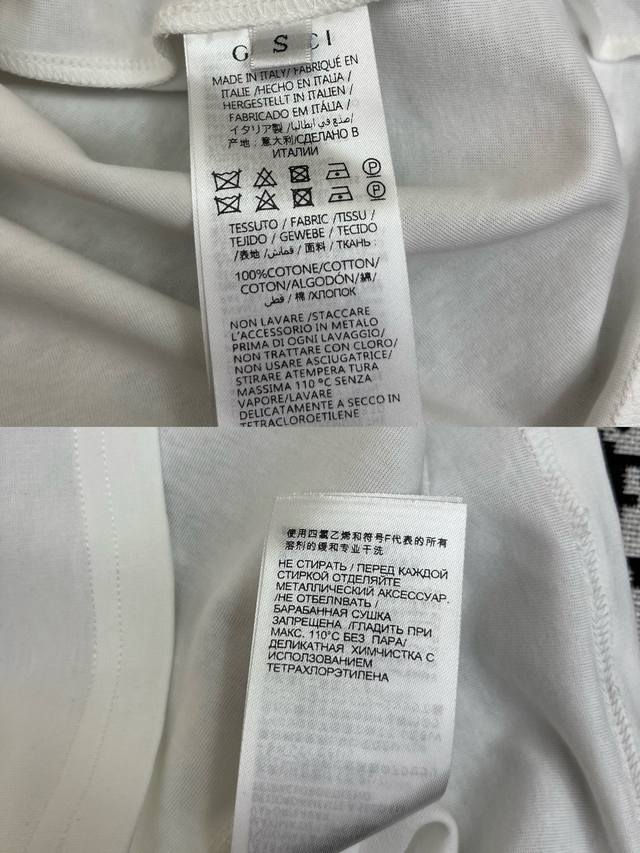 G S CI
MADE IN ITALY/ FABRIQUÉ EN
ITALIE /HECHO EN ITALIA /
HERGESTELLT IN ITALIEN /
FABRICADO EM ITÁLIA /
イタリア製 /صنع في ايطاليا/
产地：意大利/СДЕЛАНО В
ИТАЛИИ
TESSUTO / FABRIC /TISSU /
TEJIDO / GEWEBE / TECIDO
/表地 /قماش/ 面料 / ТКАНЬ :
100%COTONE/COTTON/
COTON/ALGODÓN/綿/
قطن / 棉 /ХЛОПОК
NON LAVARE /STACCARE
L'ACCESSORIO IN METALO
PRIMA DI OGNI LAVAGGIO/
NON TRATTARE CON CLORO/
NON USARE ASCIUGATRICE/
STIRARE ATEMPERA TURA
MASSIMA 110 ºC SENZA
VAPORE/LAVARE
DELICATAMENTE A SECCO IN
TETRACLOROETILENE
使用四氯乙烯和符号F代表的所有
溶剂的缓和专业干洗
НЕ СТИРАТЬ / ПЕРЕД КАЖДОЙ
СТИРКОЙ ОТДЕЛЯЙТЕ
МЕТАЛЛИЧЕСКИЙ АКСЕССУАР.
/НЕ ОТБЕЛNВАТЬ /
БАРАБАННАЯ СУШКА
ЗАПРЕЩЕНА /ГЛАДИТЬ ПРИ
МАКС. 110°C БЕЗ ПАРА/
ДЕЛИКАТНАЯ ХИМЧИСТКА С
ИСПОЛЗОВАНИЕМ
ТЕТРАХЛОРЭТИЛЕНА